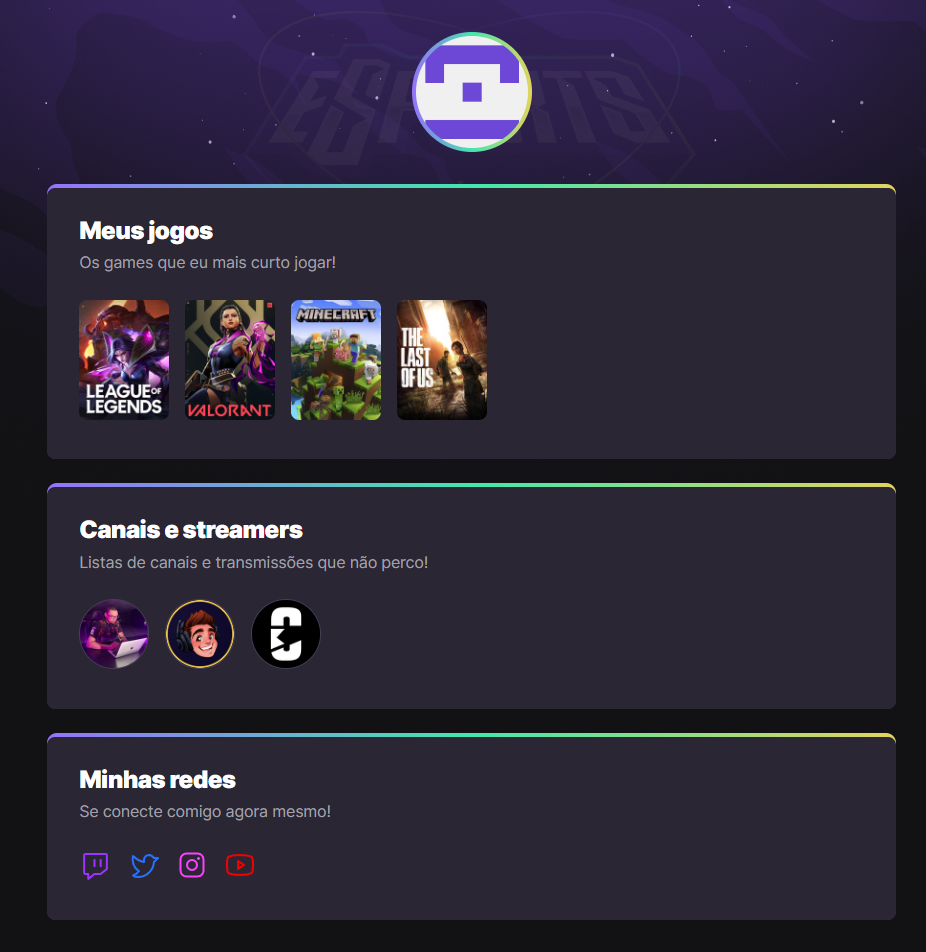 ESPORTS
Meus jogos
Os games que eu mais curto jogar!
LEAGUE OF
LEGENDS
VALORANT
MINECRAFT
THE
LAST
OF US
Canais e streamers
Listas de canais e transmissões que não perco!
Minhas redes
Se conecte comigo agora mesmo!